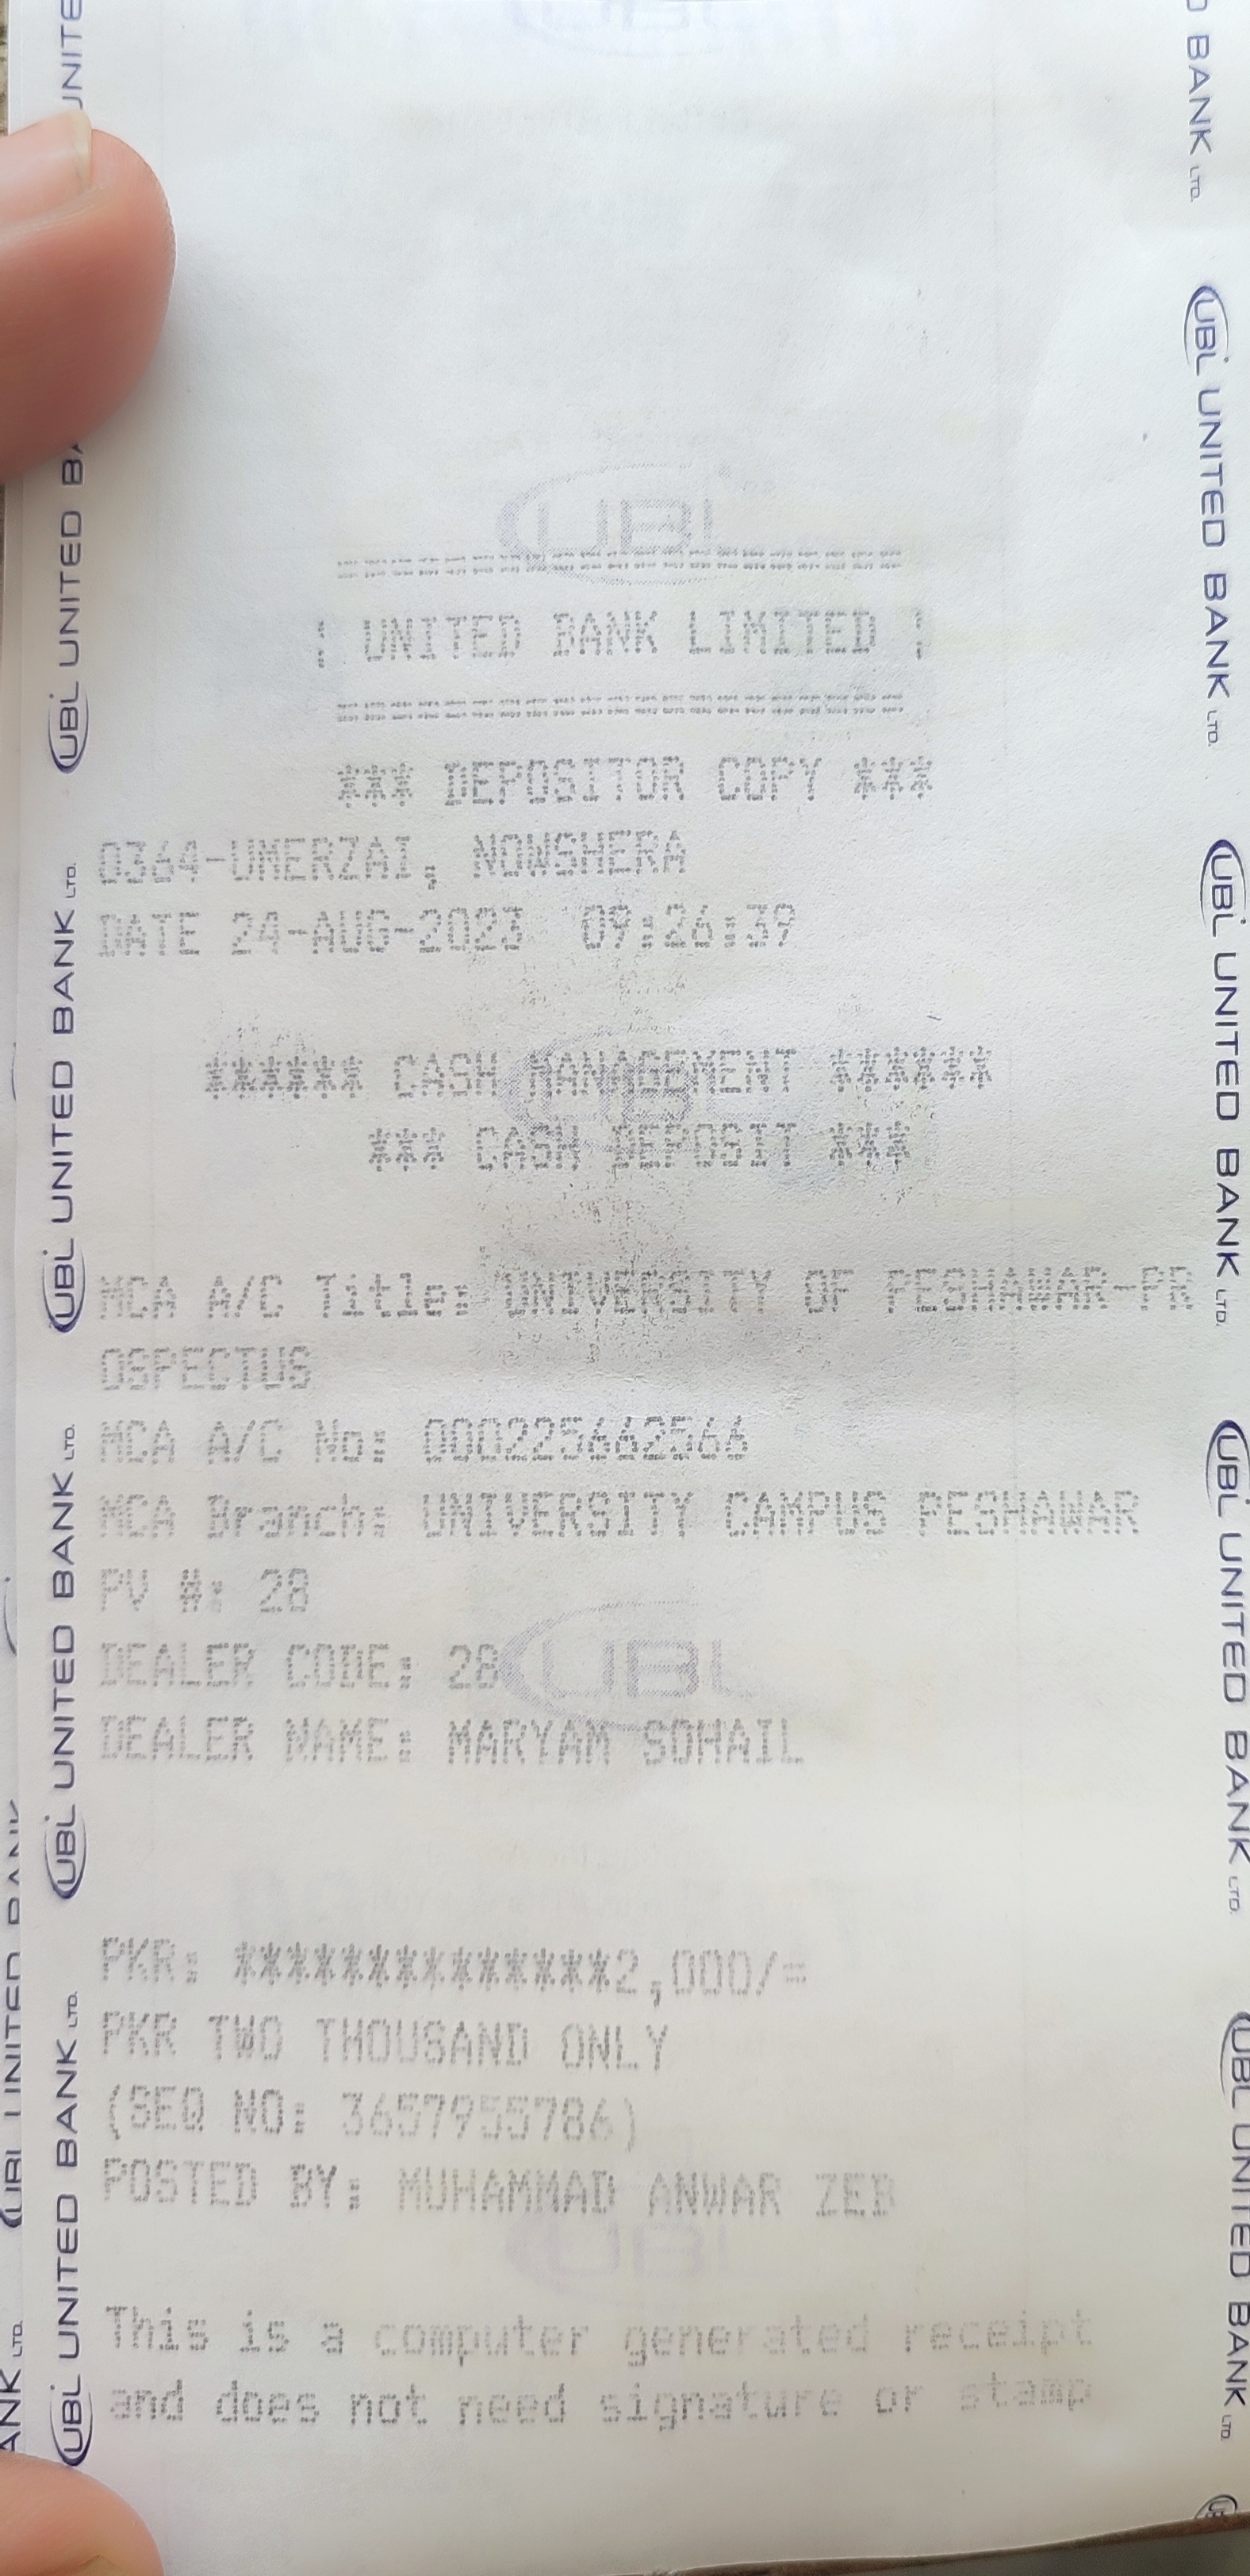 UNITED BANK LIMITED
*** DEPOSITOR COPY ***
UMERZAI, NOWSHERA
DATE 24-AUG-2023 09:26:39
****** CASH MANAGEMENT ******
*** CASH DEPOSIT ***
MCA A/C Title: UNIVERSITY OF PESHAWAR-PR
OSPECTUS
MCA A/C No: 000225662566
MCA Branch: UNIVERSITY CAMPUS PESHAWAR
PV #: 28
DEALER CODE: 28
DEALER NAME: MARYAM SOHAIL
PKR: **************2,000/=
PKR TWO THOUSAND ONLY
(SEQ NO: 3657955786)
POSTED BY: MUHAMMAD ANWAR ZEB
This is a computer generated receipt
and does not need signature or stamp
UBL UNITED BANK LTD.
UBL UNITED BANK LTD.
UBL UNITED BANK LTD.
UBL UNITED BANK LTD.
UBL UNITED BANK LTD.
UBL UNITED BANK LTD.
UBL UNITED BANK LTD.
UBL UNITED BANK LTD.
UBL
UBL
UBL
UBL